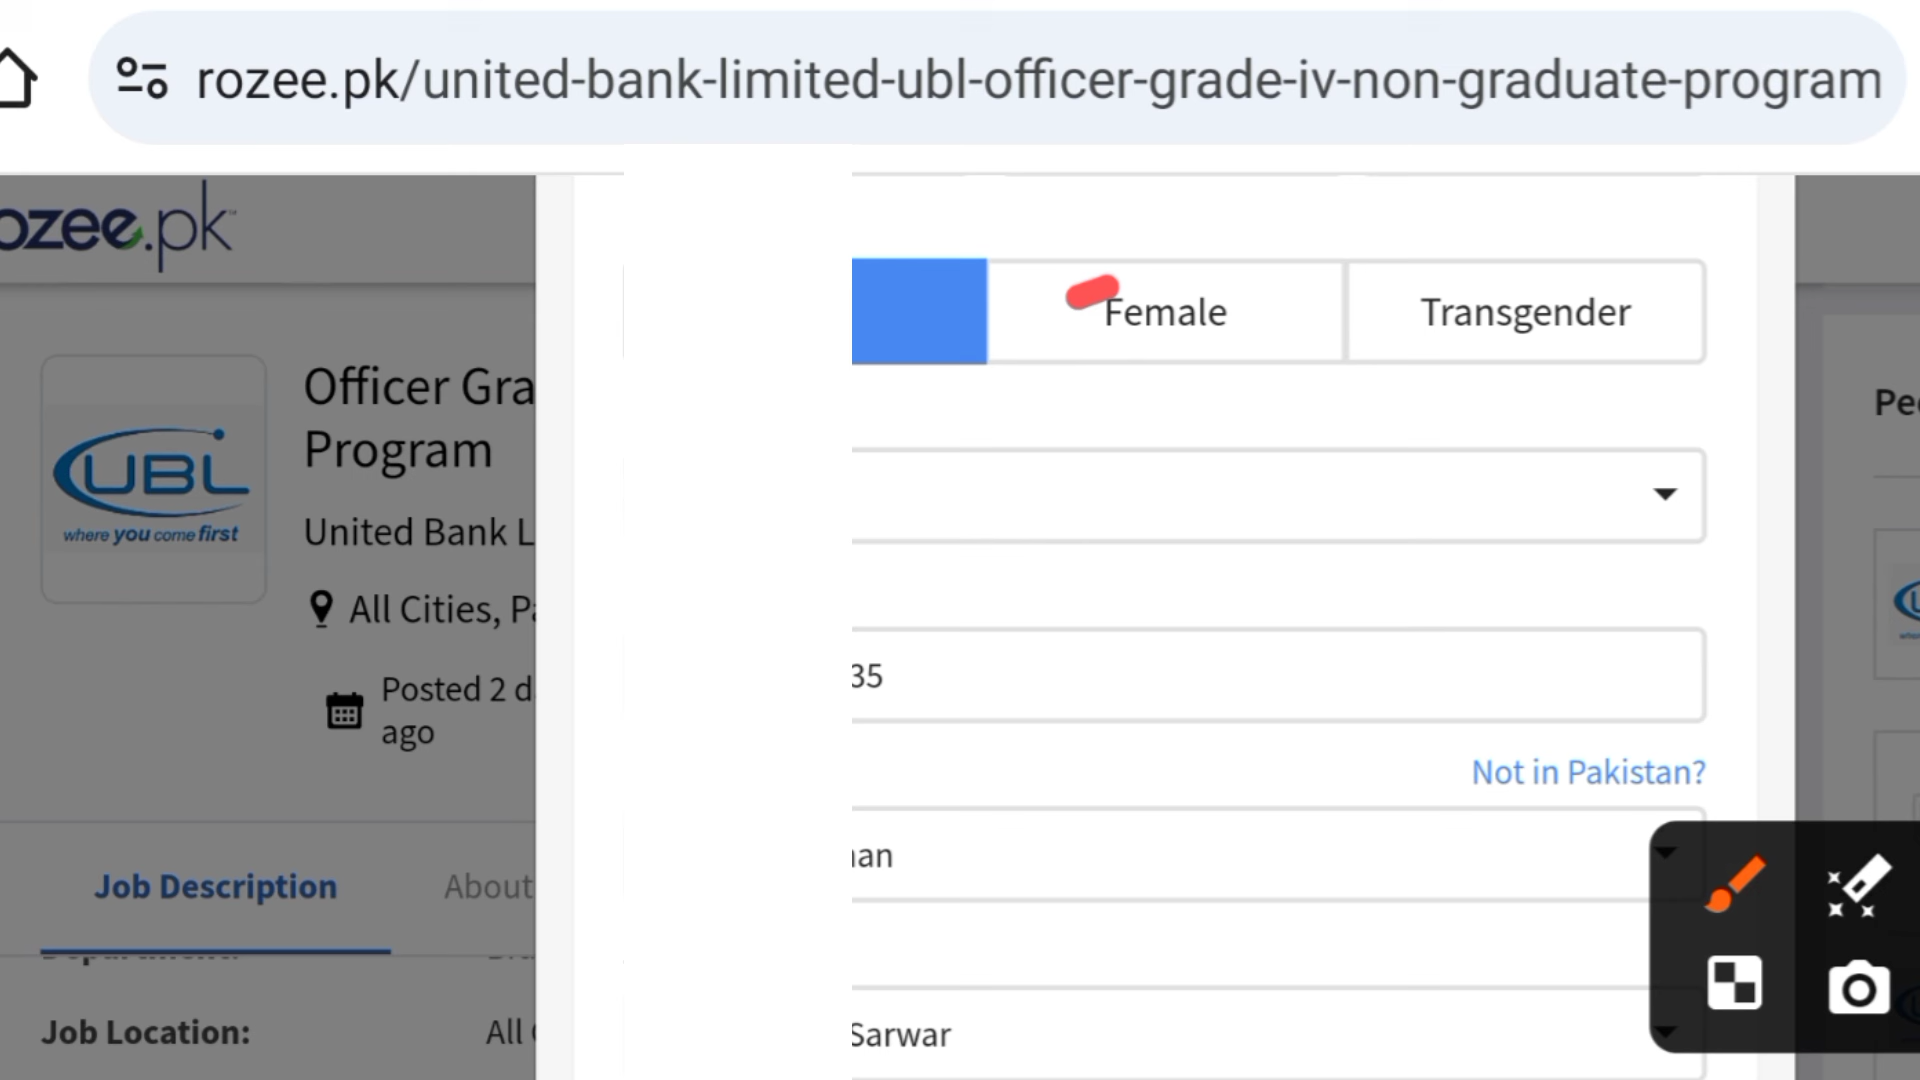 rozee.pk/united-bank-limited-ubl-officer-grade-iv-non-graduate-program
ozee.pk
Female
Transgender
Officer Gra
Program
UBL
where you come first
United Bank L
All Cities, Pa
35
Posted 2 d
ago
Not in Pakistan?
an
Job Description
About
Job Location:
All
Sarwar
Pe